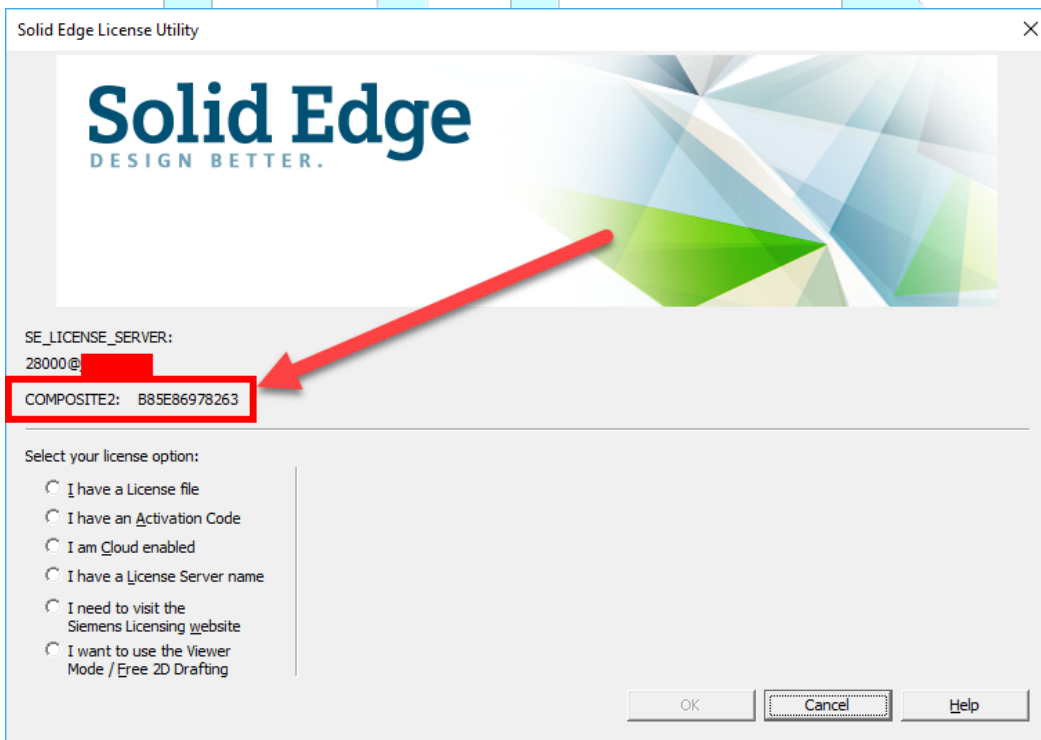 Solid Edge License Utility
Solid Edge
DESIGN BETTER.
SE_LICENSE_SERVER:
28000@
COMPOSITE2: B85E86978263
Select your license option:
I have a License file
I have an Activation Code
I am Cloud enabled
I have a License Server name
I need to visit the
Siemens Licensing website
I want to use the Viewer
Mode / Free 2D Drafting
OK Cancel Help